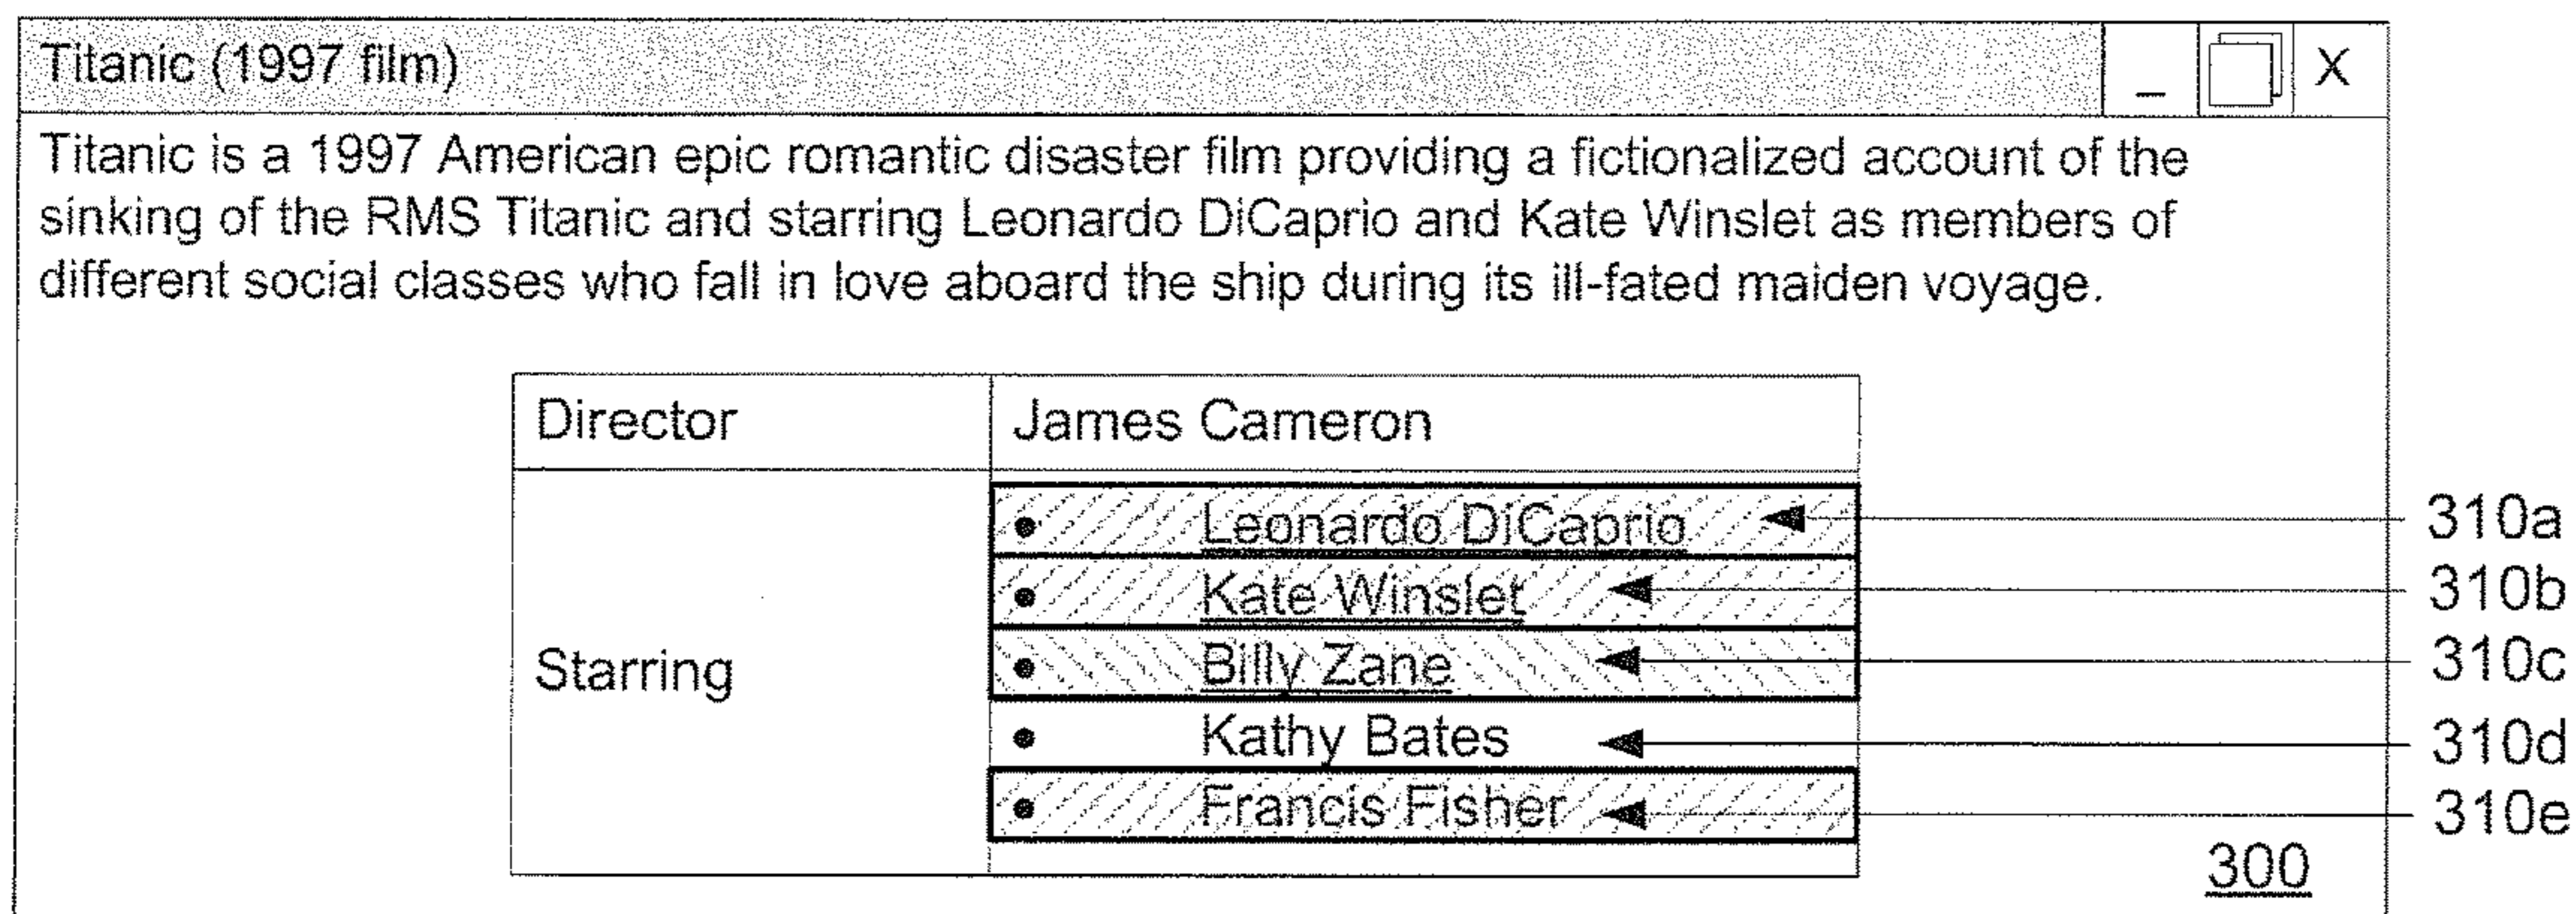 Titanic (1997 film) _ X
Titanic is a 1997 American epic romantic disaster film providing a fictionalized account of the
sinking of the RMS Titanic and starring Leonardo DiCaprio and Kate Winslet as members of
different social classes who fall in love aboard the ship during its ill-fated maiden voyage.
Director James Cameron
• Leonardo DiCaprio 310a
• Kate Winslet 310b
Starring • Billy Zane 310c
• Kathy Bates 310d
• Francis Fisher 310e
300